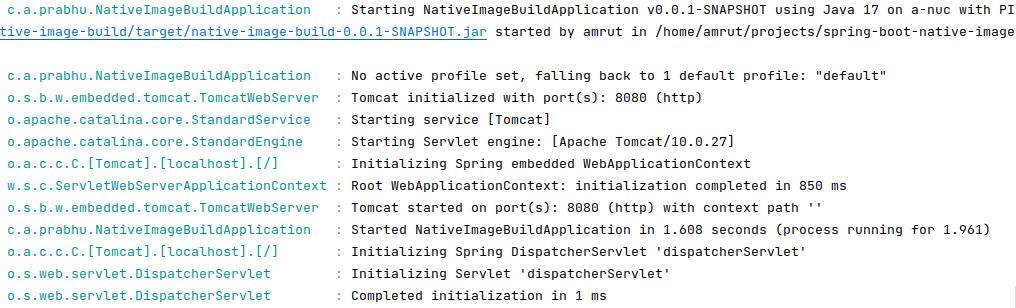 c.a.prabhu.NativeImageBuildApplication : Starting NativeImageBuildApplication v0.0.1-SNAPSHOT using Java 17 on a-nuc with PI
tive-image-build/target/native-image-build-0.0.1-SNAPSHOT.jar started by amrut in /home/amrut/projects/spring-boot-native-image
c.a.prabhu.NativeImageBuildApplication : No active profile set, falling back to 1 default profile: "default"
o.s.b.w.embedded.tomcat.TomcatWebServer : Tomcat initialized with port(s): 8080 (http)
o.apache.catalina.core.StandardService : Starting service [Tomcat]
o.apache.catalina.core.StandardEngine : Starting Servlet engine: [Apache Tomcat/10.0.27]
o.a.c.c.C.[Tomcat].[localhost].[/] : Initializing Spring embedded WebApplicationContext
w.s.c.ServletWebServerApplicationContext : Root WebApplicationContext: initialization completed in 850 ms
o.s.b.w.embedded.tomcat.TomcatWebServer : Tomcat started on port(s): 8080 (http) with context path ''
c.a.prabhu.NativeImageBuildApplication : Started NativeImageBuildApplication in 1.608 seconds (process running for 1.961)
o.a.c.c.C.[Tomcat].[localhost].[/] : Initializing Spring DispatcherServlet 'dispatcherServlet'
o.s.web.servlet.DispatcherServlet : Initializing Servlet 'dispatcherServlet'
o.s.web.servlet.DispatcherServlet : Completed initialization in 1 ms